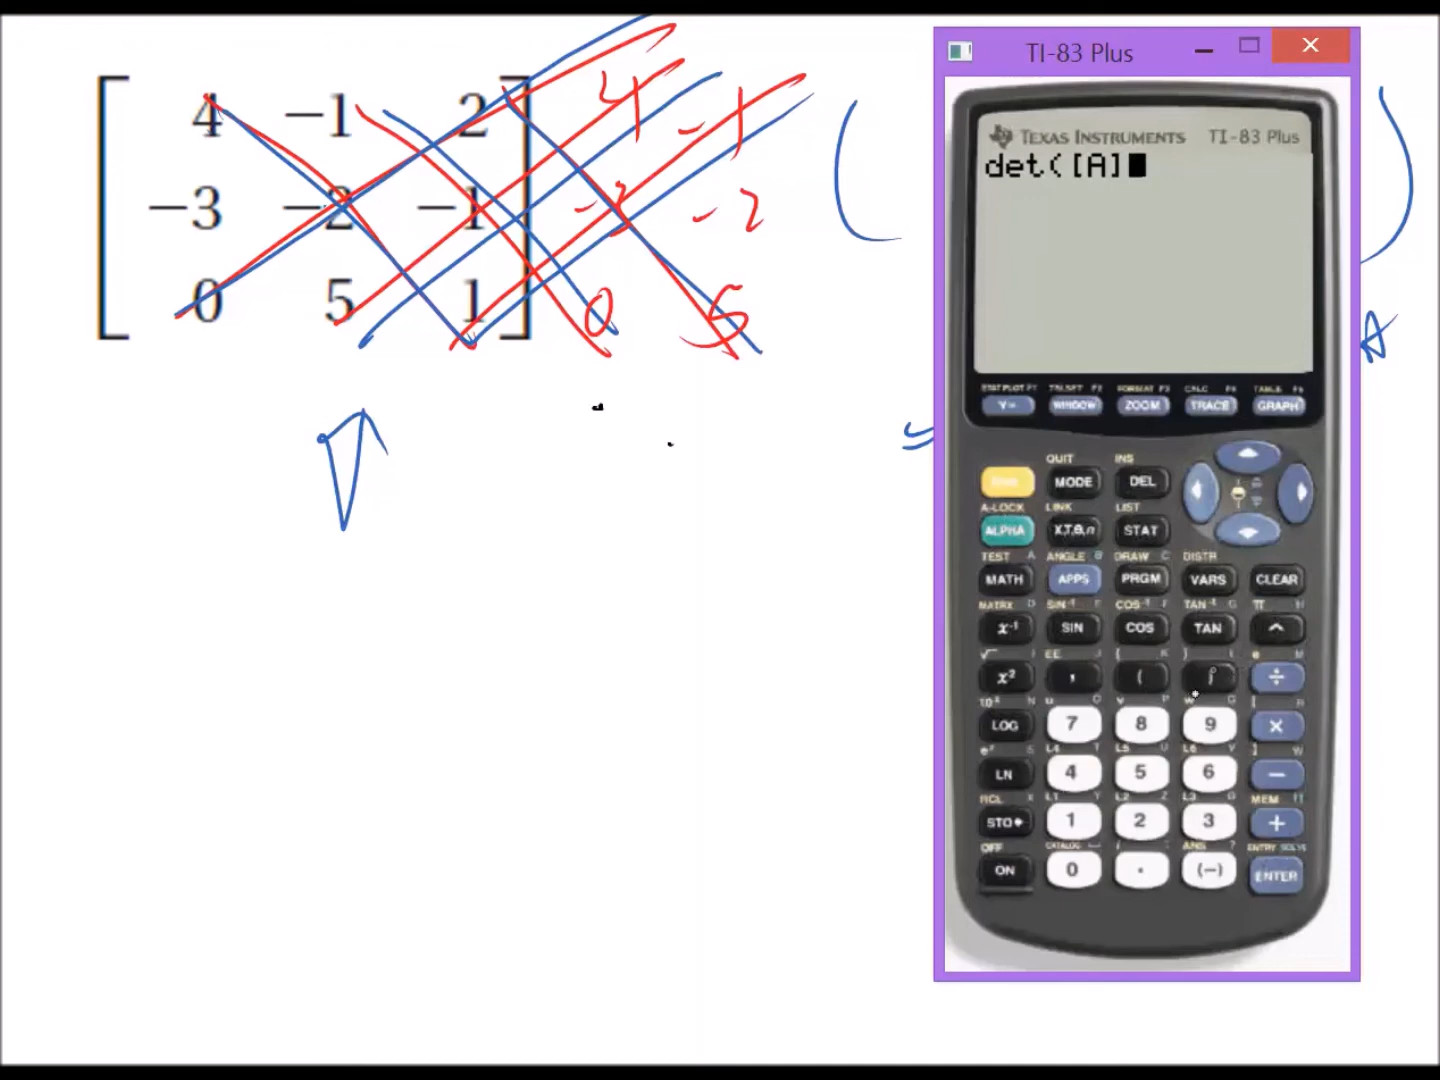 4 −1 2 4 -1
−3 −2 −1 -3 -2
0 5 1 0 5
TI-83 Plus
TEXAS INSTRUMENTS TI-83 Plus
det([A]
STAT PLOT F1 TBLSET F2 FORMAT F3 CALC F4 TABLE F5
Y= WINDOW ZOOM TRACE GRAPH
QUIT INS
MODE DEL
A-LOCK LINK LIST
ALPHA X,T,θ,n STAT
TEST A ANGLE B DRAW C DISTR
MATH APPS PRGM VARS CLEAR
MATRX D SIN⁻¹ E COS⁻¹ F TAN⁻¹ G π H
x⁻¹ SIN COS TAN ^
√ I EE J { K } L e M
x² , ( ) ÷
10ˣ N u O v P w Q [ R
LOG 7 8 9 ×
eˣ S L4 T L5 U L6 V ] W
LN 4 5 6 −
RCL X L1 Y L2 Z L3 θ MEM "
STO▸ 1 2 3 +
OFF CATALOG ⎵ i : ANS ? ENTRY SOLVE
ON 0 . (−) ENTER